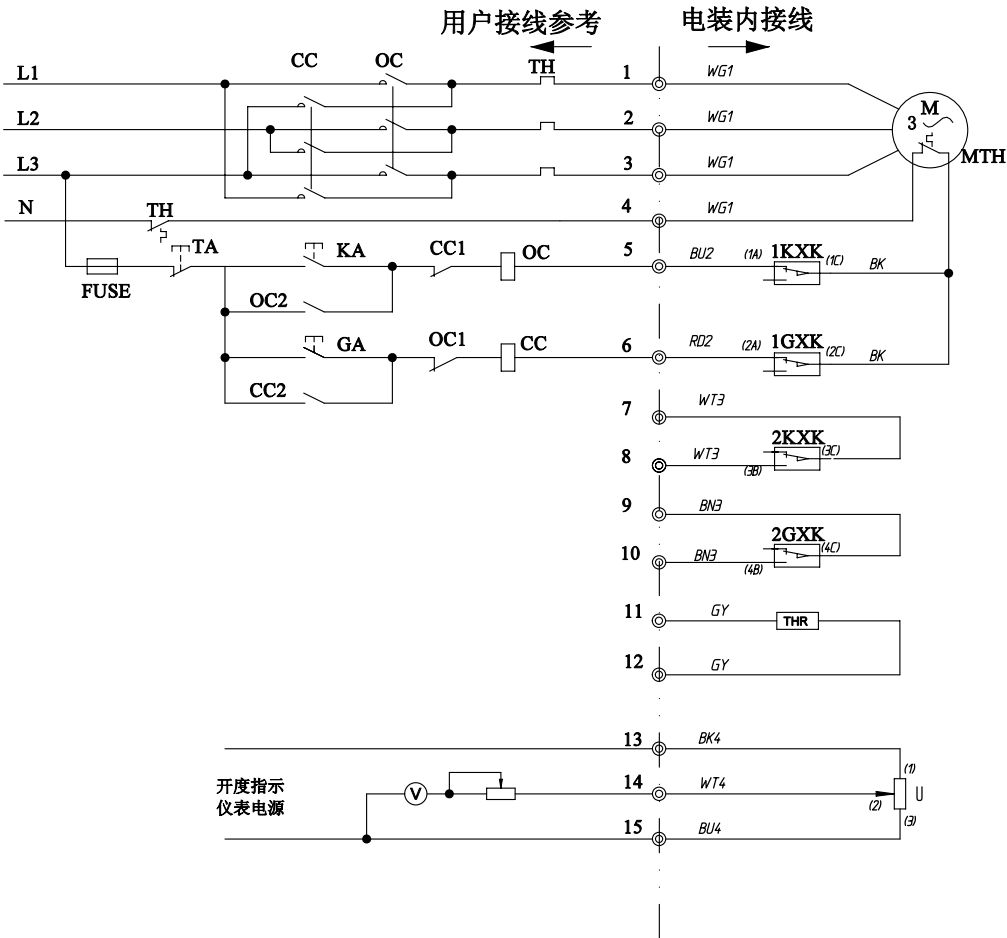 用户接线参考 电装内接线
CC OC TH
L1 1 WG1
L2 2 WG1 M
3
L3 3 WG1 MTH
N TH 4 WG1
TA KA CC1 OC 5 BU2 (1A) 1KXK (1C) BK
FUSE
OC2
GA OC1 CC 6 RD2 (2A) 1GXK (2C) BK
CC2
7 WT3
8 WT3 (3B) 2KXK (3C)
9 BN3
10 BN3 (4B) 2GXK (4C)
11 GY THR
12 GY
13 BK4
开度指示 V 14 WT4 (1)
(2) U
仪表电源 (3)
15 BU4